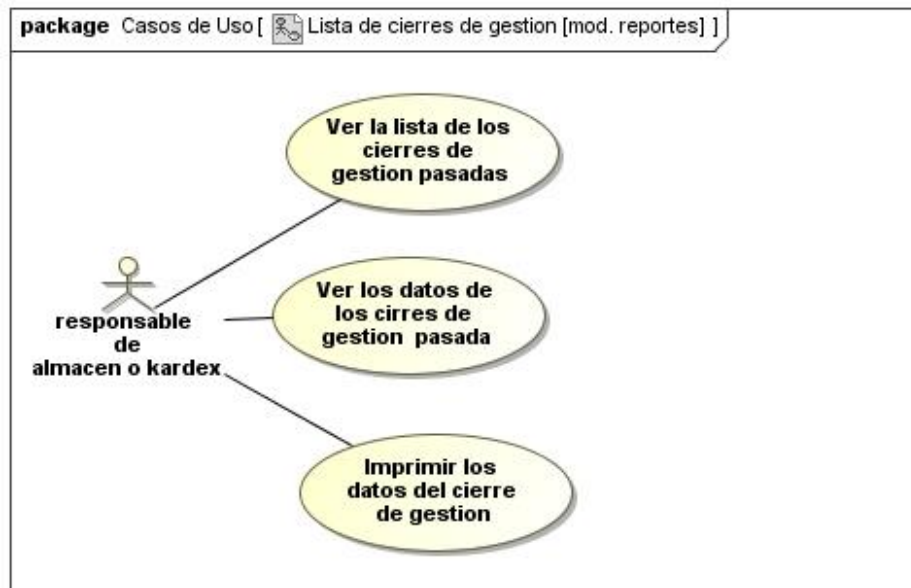 package Casos de Uso [ Lista de cierres de gestion [mod. reportes] ]
Ver la lista de los
cierres de
gestion pasadas
Ver los datos de
los cirres de
gestion pasada
responsable
de
almacen o kardex
Imprimir los
datos del cierre
de gestion